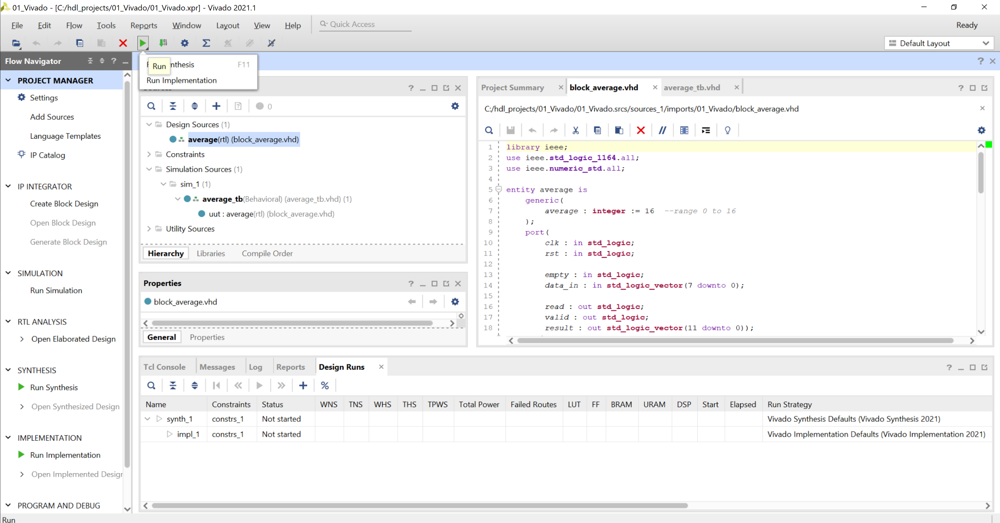 01_Vivado - [C:/hdl_projects/01_Vivado/01_Vivado.xpr] - Vivado 2021.1
File Edit Flow Tools Reports Window Layout View Help Quick Access Ready
Default Layout
Flow Navigator
PROJECT MANAGER
Settings
Add Sources
Language Templates
IP Catalog
IP INTEGRATOR
Create Block Design
Open Block Design
Generate Block Design
SIMULATION
Run Simulation
RTL ANALYSIS
Open Elaborated Design
SYNTHESIS
Run Synthesis
Open Synthesized Design
IMPLEMENTATION
Run Implementation
Open Implemented Design
PROGRAM AND DEBUG
Run
Run nthesis F11
Run Implementation
0
Design Sources (1)
average(rtl) (block_average.vhd)
Constraints
Simulation Sources (1)
sim_1 (1)
average_tb(Behavioral) (average_tb.vhd) (1)
uut : average(rtl) (block_average.vhd)
Utility Sources
Hierarchy Libraries Compile Order
Properties
block_average.vhd
General Properties
Project Summary block_average.vhd average_tb.vhd
C:/hdl_projects/01_Vivado/01_Vivado.srcs/sources_1/imports/01_Vivado/block_average.vhd
1 library ieee;
2 use ieee.std_logic_1164.all;
3 use ieee.numeric_std.all;
4
5 entity average is
6 generic(
7 average : integer := 16 --range 0 to 16
8 );
9 port(
10 clk : in std_logic;
11 rst : in std_logic;
12
13 empty : in std_logic;
14 data_in : in std_logic_vector(7 downto 0);
15
16 read : out std_logic;
17 valid : out std_logic;
18 result : out std_logic_vector(11 downto 0));
Tcl Console Messages Log Reports Design Runs
Name Constraints Status WNS TNS WHS THS TPWS Total Power Failed Routes LUT FF BRAM URAM DSP Start Elapsed Run Strategy
synth_1 constrs_1 Not started Vivado Synthesis Defaults (Vivado Synthesis 2021)
impl_1 constrs_1 Not started Vivado Implementation Defaults (Vivado Implementation 2021)